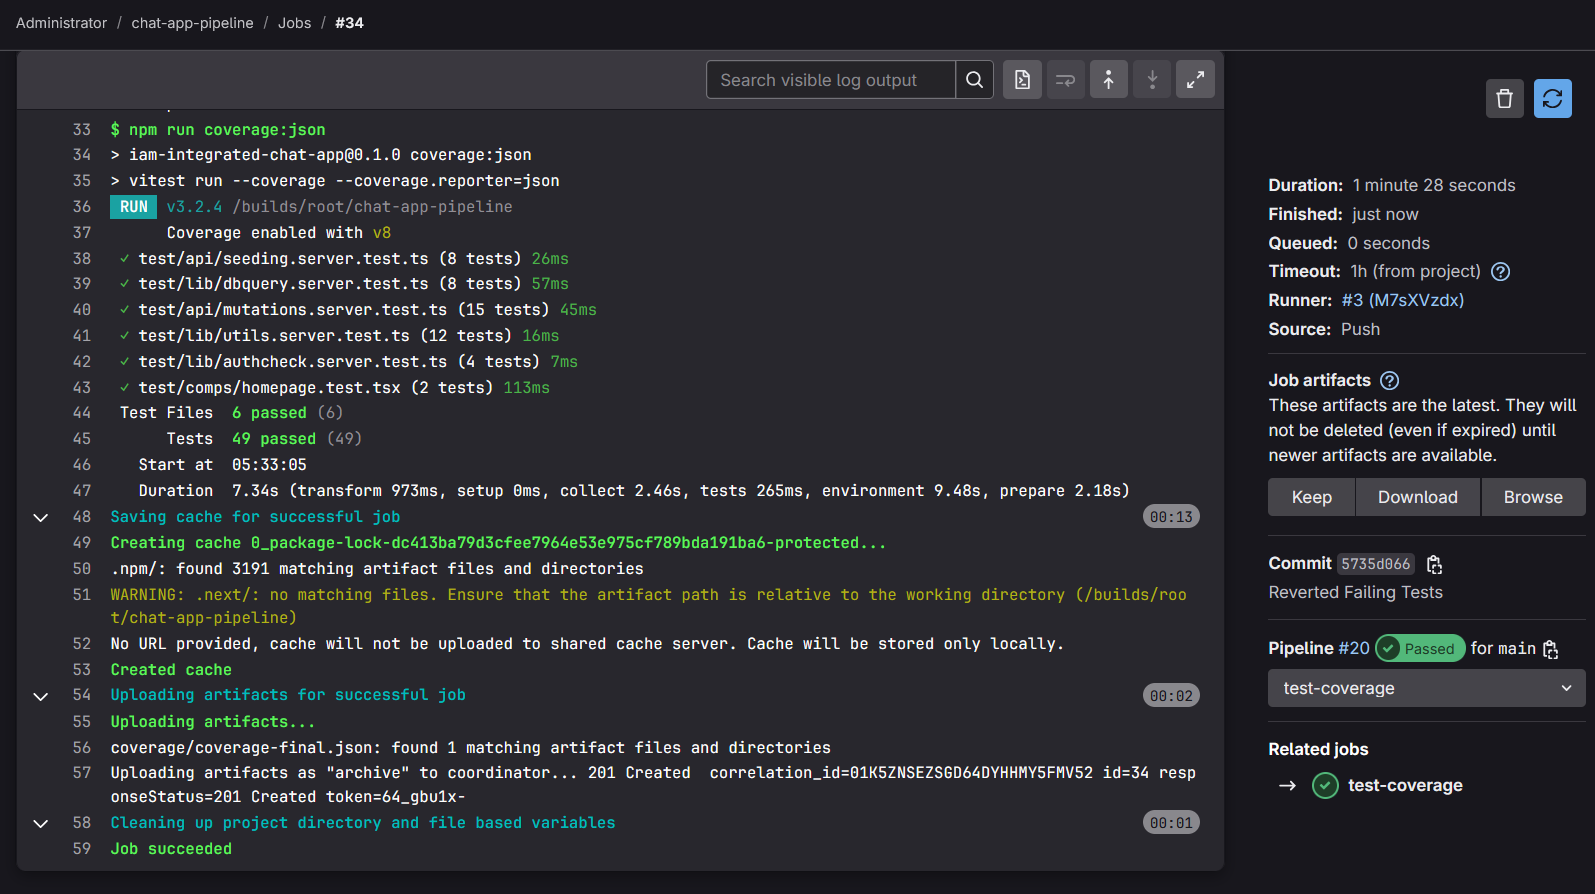 Administrator / chat-app-pipeline / Jobs / #34
Search visible log output
33 $ npm run coverage:json
34 > iam-integrated-chat-app@0.1.0 coverage:json
35 > vitest run --coverage --coverage.reporter=json
36 RUN v3.2.4 /builds/root/chat-app-pipeline
37 Coverage enabled with v8
38 ✓ test/api/seeding.server.test.ts (8 tests) 26ms
39 ✓ test/lib/dbquery.server.test.ts (8 tests) 57ms
40 ✓ test/api/mutations.server.test.ts (15 tests) 45ms
41 ✓ test/lib/utils.server.test.ts (12 tests) 16ms
42 ✓ test/lib/authcheck.server.test.ts (4 tests) 7ms
43 ✓ test/comps/homepage.test.tsx (2 tests) 113ms
44 Test Files 6 passed (6)
45 Tests 49 passed (49)
46 Start at 05:33:05
47 Duration 7.34s (transform 973ms, setup 0ms, collect 2.46s, tests 265ms, environment 9.48s, prepare 2.18s)
48 Saving cache for successful job 00:13
49 Creating cache 0_package-lock-dc413ba79d3cfee7964e53e975cf789bda191ba6-protected...
50 .npm/: found 3191 matching artifact files and directories
51 WARNING: .next/: no matching files. Ensure that the artifact path is relative to the working directory (/builds/roo
t/chat-app-pipeline)
52 No URL provided, cache will not be uploaded to shared cache server. Cache will be stored only locally.
53 Created cache
54 Uploading artifacts for successful job 00:02
55 Uploading artifacts...
56 coverage/coverage-final.json: found 1 matching artifact files and directories
57 Uploading artifacts as "archive" to coordinator... 201 Created correlation_id=01K5ZNSEZSGD64DYHHMY5FMV52 id=34 resp
onseStatus=201 Created token=64_gbu1x-
58 Cleaning up project directory and file based variables 00:01
59 Job succeeded
Duration: 1 minute 28 seconds
Finished: just now
Queued: 0 seconds
Timeout: 1h (from project)
Runner: #3 (M7sXVzdx)
Source: Push
Job artifacts
These artifacts are the latest. They will
not be deleted (even if expired) until
newer artifacts are available.
Keep Download Browse
Commit 5735d066
Reverted Failing Tests
Pipeline #20 Passed for main
test-coverage
Related jobs
→ test-coverage